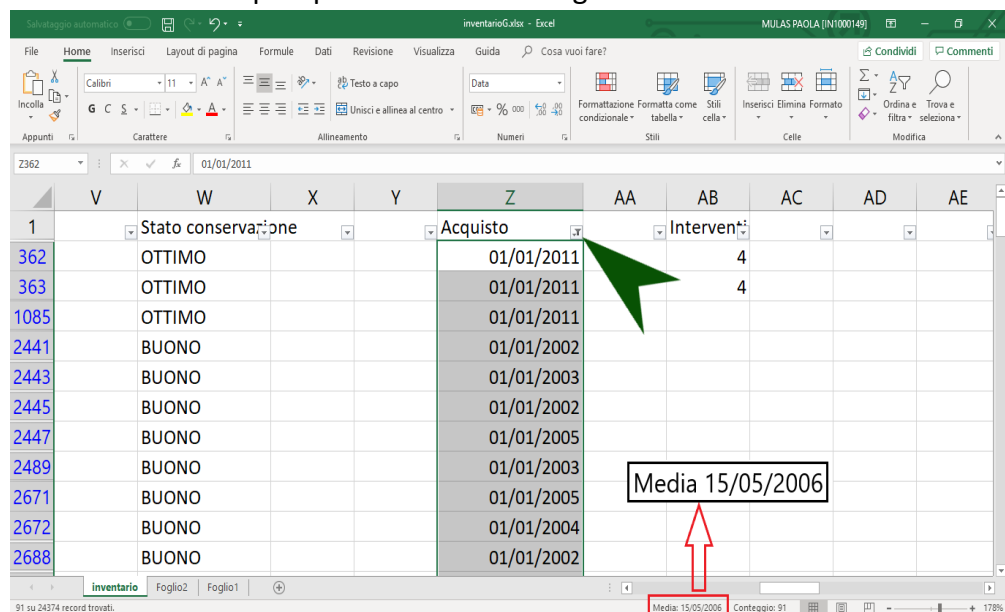 Salvataggio automatico inventarioG.xlsx - Excel MULAS PAOLA [IN1000149]
File Home Inserisci Layout di pagina Formule Dati Revisione Visualizza Guida Cosa vuoi fare? Condividi Commenti
Incolla Calibri 11 A^ A˅ Testo a capo Data Formattazione condizionale Formatta come tabella Stili cella Inserisci Elimina Formato Ordina e filtra Trova e seleziona
G C S A Unisci e allinea al centro % 000
Appunti Carattere Allineamento Numeri Stili Celle Modifica
Z362 fx 01/01/2011
V W X Y Z AA AB AC AD AE
1 Stato conservazione Acquisto Interventi
362 OTTIMO 01/01/2011 4
363 OTTIMO 01/01/2011 4
1085 OTTIMO 01/01/2011
2441 BUONO 01/01/2002
2443 BUONO 01/01/2003
2445 BUONO 01/01/2002
2447 BUONO 01/01/2005
2489 BUONO 01/01/2003
2671 BUONO 01/01/2005
2672 BUONO 01/01/2004
2688 BUONO 01/01/2002
Media 15/05/2006
inventario Foglio2 Foglio1
91 su 24374 record trovati. Media: 15/05/2006 Conteggio: 91 178%